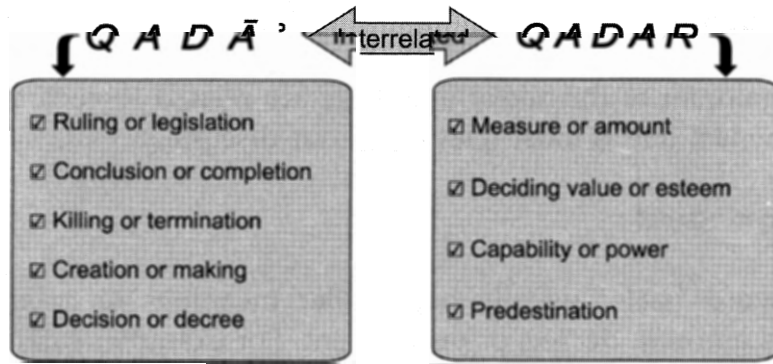 QADĀ' Interrelated QADAR
☑ Ruling or legislation
☑ Conclusion or completion
☑ Killing or termination
☑ Creation or making
☑ Decision or decree
☑ Measure or amount
☑ Deciding value or esteem
☑ Capability or power
☑ Predestination